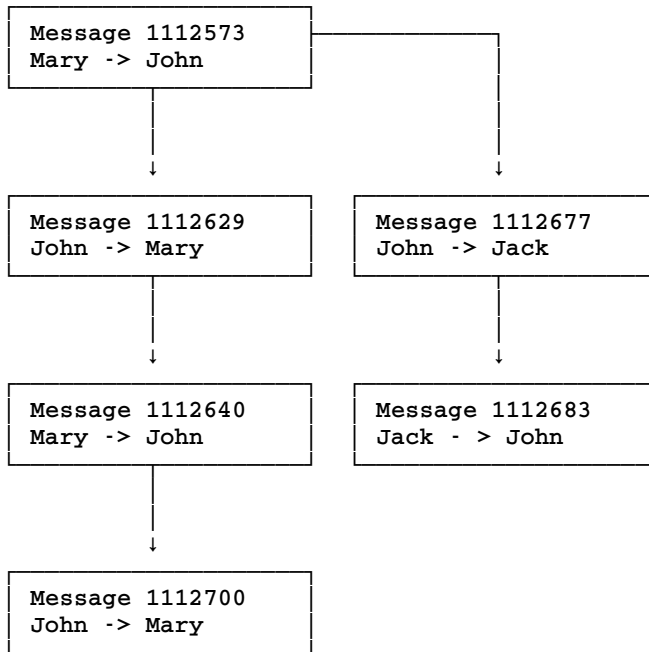 Message 1112573
Mary -> John
Message 1112629
John -> Mary
Message 1112677
John -> Jack
Message 1112640
Mary -> John
Message 1112683
Jack - > John
Message 1112700
John -> Mary